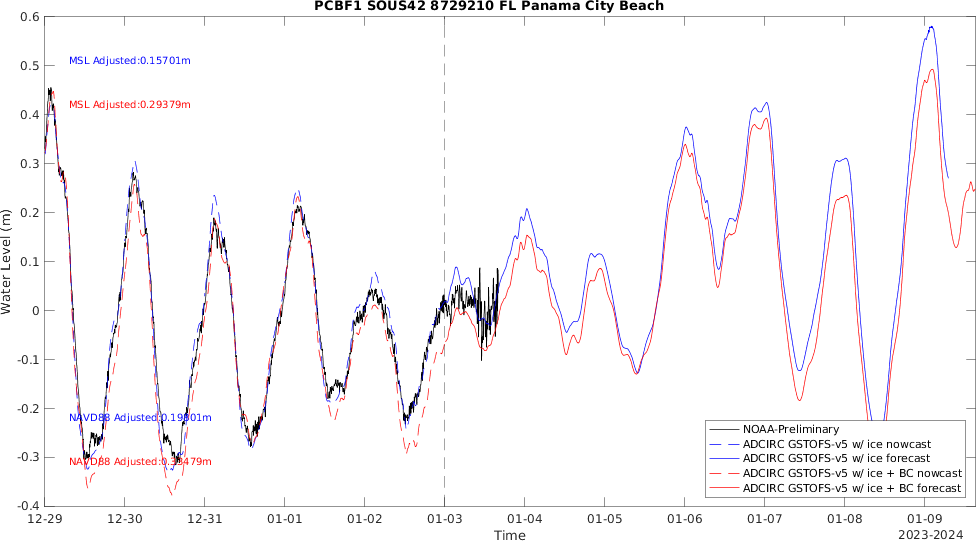 PCBF1 SOUS42 8729210 FL Panama City Beach
0.6
0.5
0.4
0.3
0.2
0.1
0
-0.1
-0.2
-0.3
-0.4
Water Level (m)
MSL Adjusted:0.15701m
MSL Adjusted:0.29379m
NAVD88 Adjusted:0.19801m
NAVD88 Adjusted:0.33479m
NOAA-Preliminary
ADCIRC GSTOFS-v5 w/ ice nowcast
ADCIRC GSTOFS-v5 w/ ice forecast
ADCIRC GSTOFS-v5 w/ ice + BC nowcast
ADCIRC GSTOFS-v5 w/ ice + BC forecast
12-29 12-30 12-31 01-01 01-02 01-03 01-04 01-05 01-06 01-07 01-08 01-09
Time
2023-2024